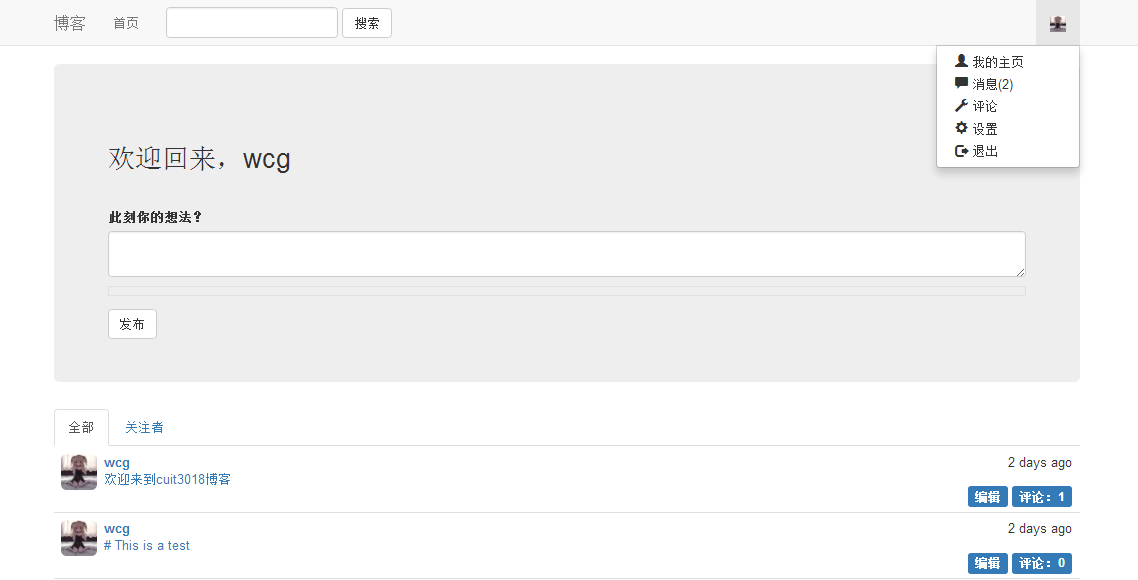 博客 首页 搜索
我的主页
消息(2)
评论
设置
退出
欢迎回来，wcg
此刻你的想法？
发布
全部 关注者
wcg 2 days ago
欢迎来到cuit3018博客
编辑 评论：1
wcg 2 days ago
# This is a test
编辑 评论：0